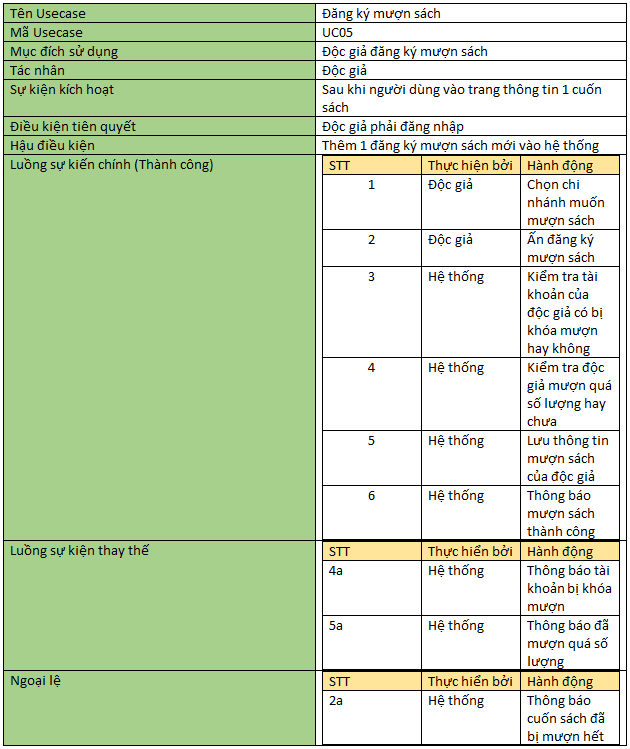 Tên Usecase Đăng ký mượn sách
Mã Usecase UC05
Mục đích sử dụng Độc giả đăng ký mượn sách
Tác nhân Độc giả
Sự kiện kích hoạt Sau khi người dùng vào trang thông tin 1 cuốn
sách
Điều kiện tiên quyết Độc giả phải đăng nhập
Hậu điều kiện Thêm 1 đăng ký mượn sách mới vào hệ thống
Luồng sự kiến chính (Thành công) STT Thực hiện bởi Hành động
1 Độc giả Chọn chi
nhánh muốn
mượn sách
2 Độc giả Ấn đăng ký
mượn sách
3 Hệ thống Kiểm tra tài
khoản của
độc giả có bị
khóa mượn
hay không
4 Hệ thống Kiểm tra độc
giả mượn quá
số lượng hay
chưa
5 Hệ thống Lưu thông tin
mượn sách
của độc giả
6 Hệ thống Thông báo
mượn sách
thành công
Luồng sự kiện thay thế STT Thực hiển bởi Hành động
4a Hệ thống Thông báo tài
khoản bị khóa
mượn
5a Hệ thống Thông báo đã
mượn quá số
lượng
Ngoại lệ STT Thực hiển bởi Hành động
2a Hệ thống Thông báo
cuốn sách đã
bị mượn hết